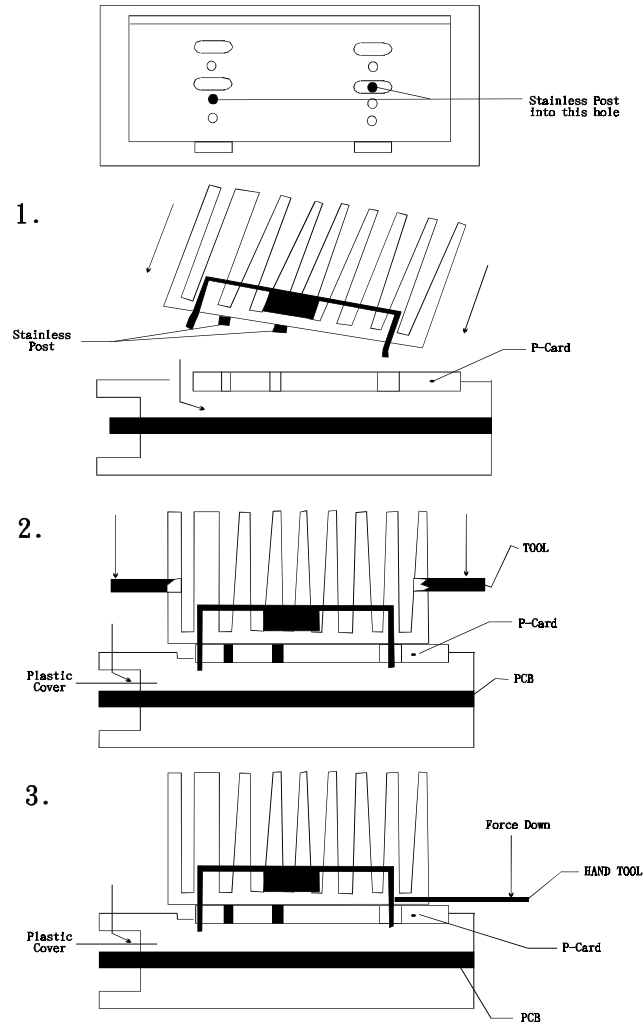 Stainless Post
into this hole
1.
Stainless
Post
P-Card
2.
TOOL
P-Card
Plastic
Cover
PCB
3.
Force Down
HAND TOOL
Plastic
Cover
P-Card
PCB